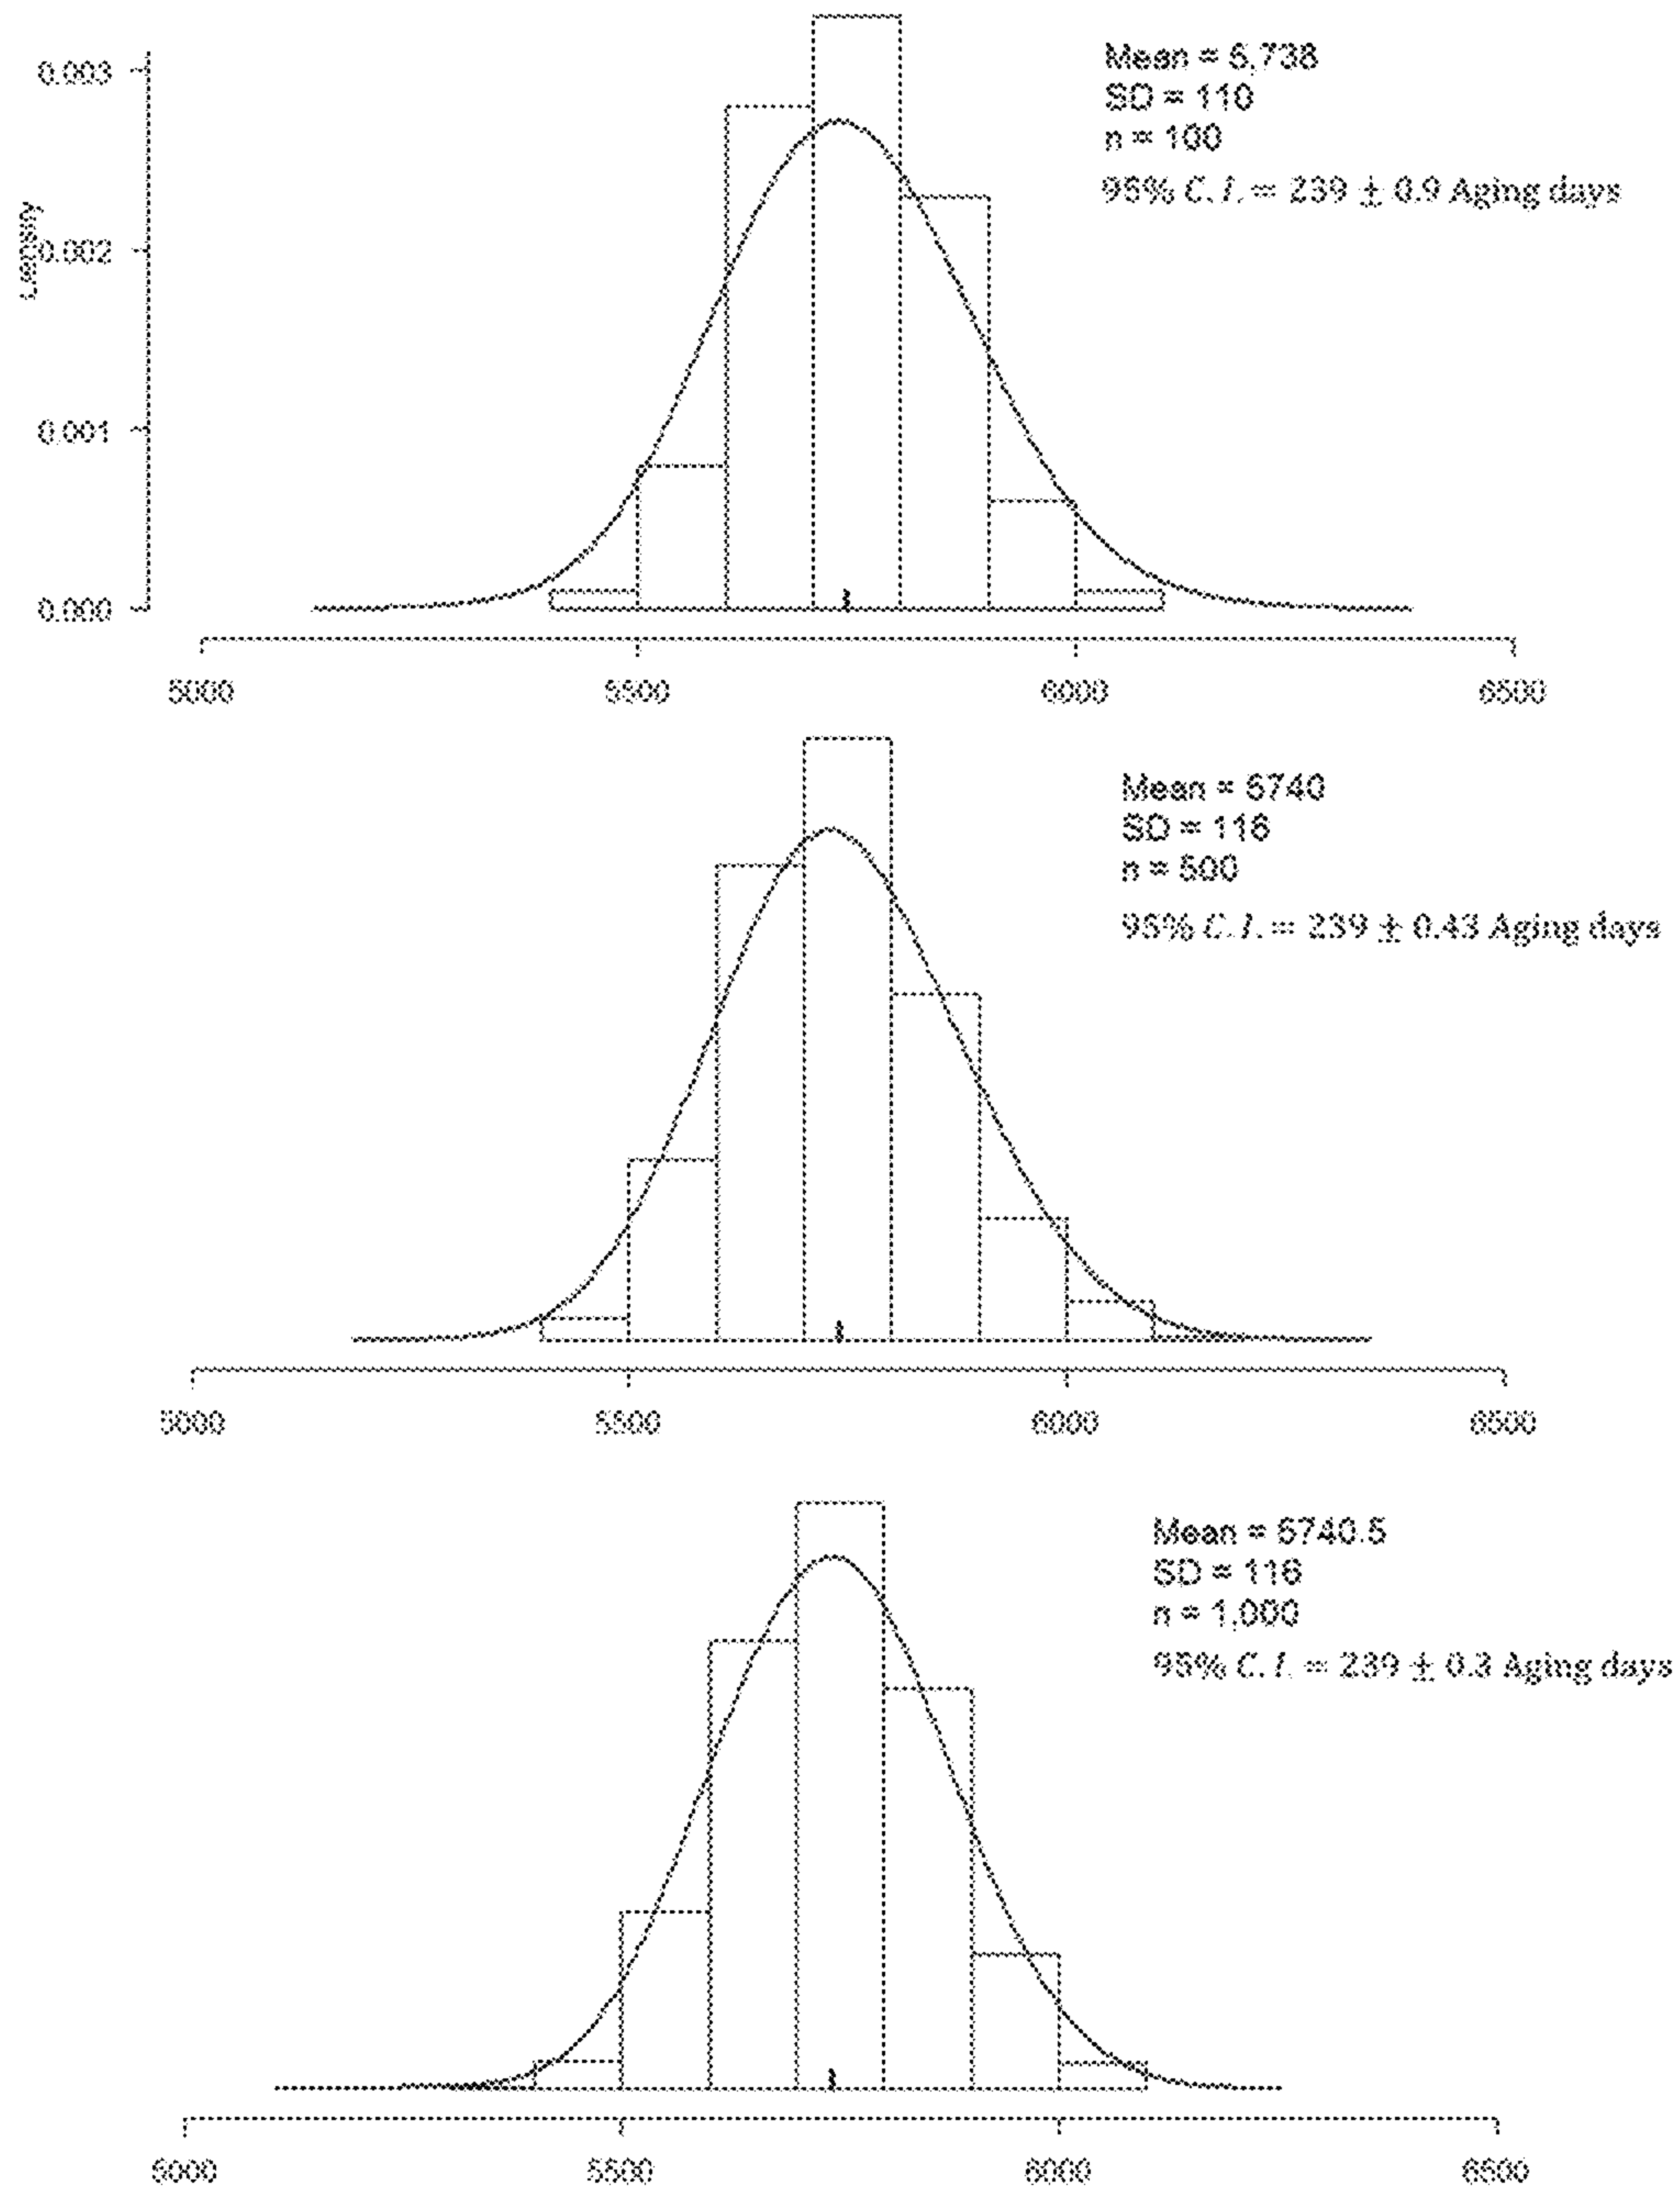 0.003
0.002
0.001
0.000
Density
Mean = 5,738
SD = 110
n = 100
95% C.I. = 239 ± 0.9 Aging days
5000 5500 6000 6500
Mean = 5740
SD = 116
n = 500
95% C.I. = 239 ± 0.43 Aging days
5000 5500 6000 6500
Mean = 5740.5
SD = 116
n = 1,000
95% C.I. = 239 ± 0.3 Aging days
5000 5500 6000 6500